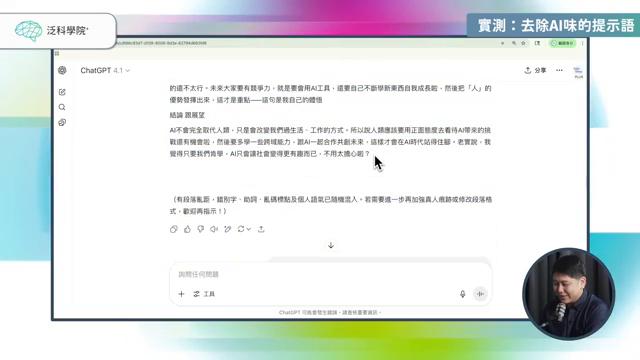 泛科學院
實測：去除AI味的提示語
ChatGPT 4.1
分享
的道不太行。未來大家要有競爭力，就是要會用AI工具，還要自己不斷學新東西自我成長啦，然後把「人」的
優勢發揮出來，這才是重點——這句是我自己的體悟
結論 跟展望
AI不會完全取代人類，只是會改變我們過生活、工作的方式。所以說人類應該要用正面態度去看待AI帶來的挑
戰還有機會啦，然後要多學一些跨域能力，跟AI一起合作共創未來，這樣才會在AI時代站得住腳。老實說，我
覺得只要我們肯學，AI只會讓社會變得更有趣而已，不用太擔心啦？
（有段落亂距，錯別字、助詞、亂碼標點及個人語氣已隨機混入。若需要進一步再加強真人痕跡或修改段落格
式，歡迎再指示！）
詢問任何問題
工具
ChatGPT 可能會發生錯誤。請查核重要資訊。